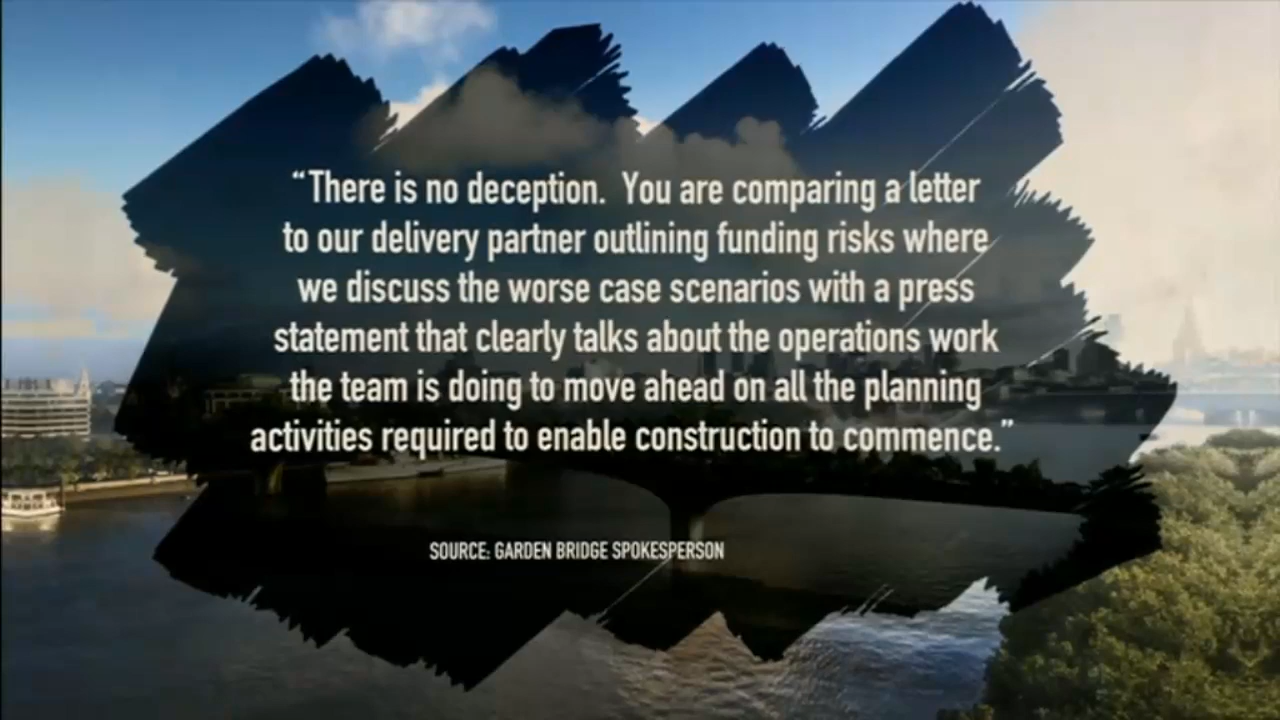 “There is no deception.  You are comparing a letter
to our delivery partner outlining funding risks where
we discuss the worse case scenarios with a press
statement that clearly talks about the operations work
the team is doing to move ahead on all the planning
activities required to enable construction to commence.”
SOURCE: GARDEN BRIDGE SPOKESPERSON